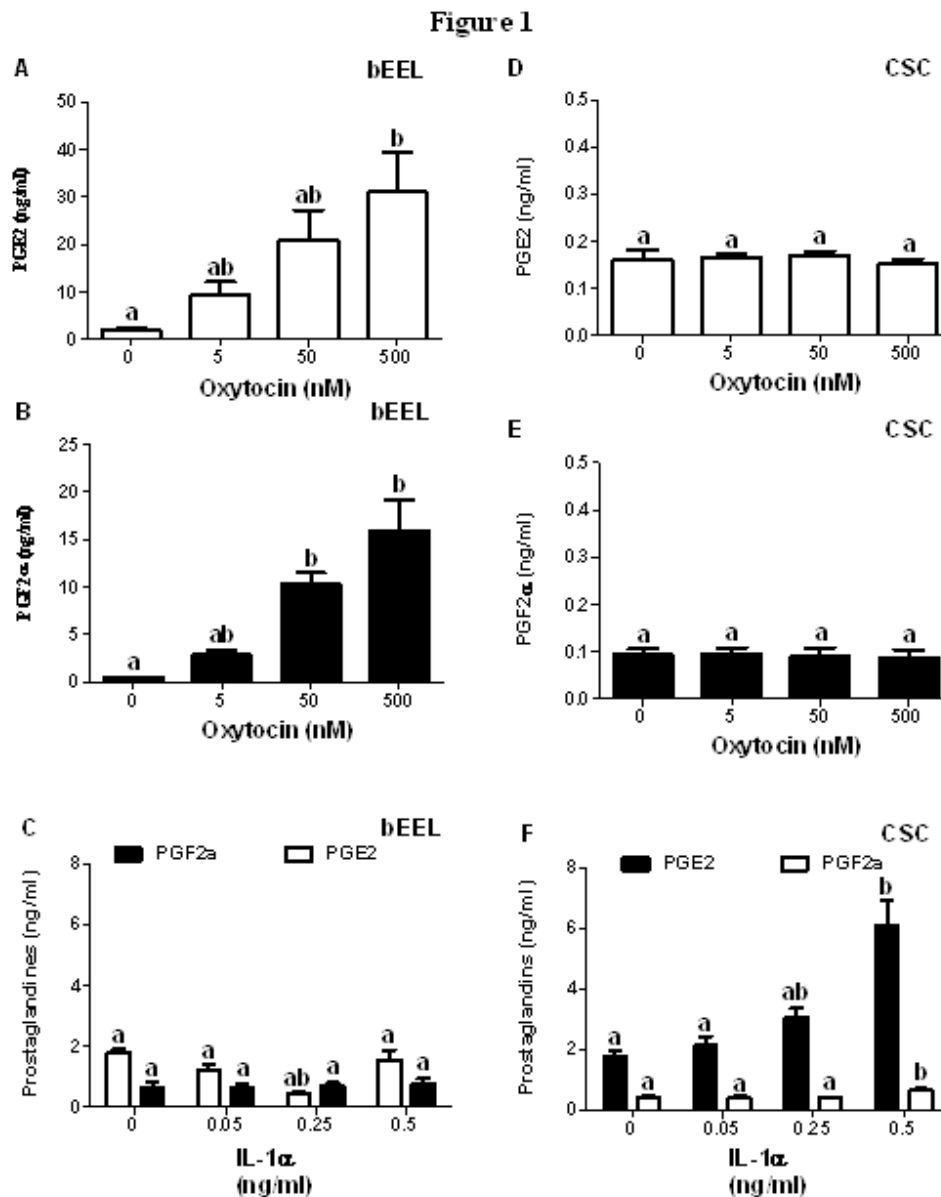 Figure 1
A
bEEL
PGE2 (ng/ml)
50
40
30
20
10
0
a
ab
ab
b
0 5 50 500
Oxytocin (nM)
B
bEEL
PGF2α (ng/ml)
25
20
15
10
5
0
a
ab
b
b
0 5 50 500
Oxytocin (nM)
C
bEEL
PGF2a PGE2
Prostaglandines (ng/ml)
8
6
4
2
0
a a a a ab a a a
0 0.05 0.25 0.5
IL-1α
(ng/ml)
D
CSC
PGE2 (ng/ml)
0.5
0.4
0.3
0.2
0.1
0.0
a a a a
0 5 50 500
Oxytocin (nM)
E
CSC
PGF2α (ng/ml)
0.5
0.4
0.3
0.2
0.1
0.0
a a a a
0 5 50 500
Oxytocin (nM)
F
CSC
PGE2 PGF2a
Prostaglandins (ng/ml)
8
6
4
2
0
a a a a ab a b b
0 0.05 0.25 0.5
IL-1α
(ng/ml)